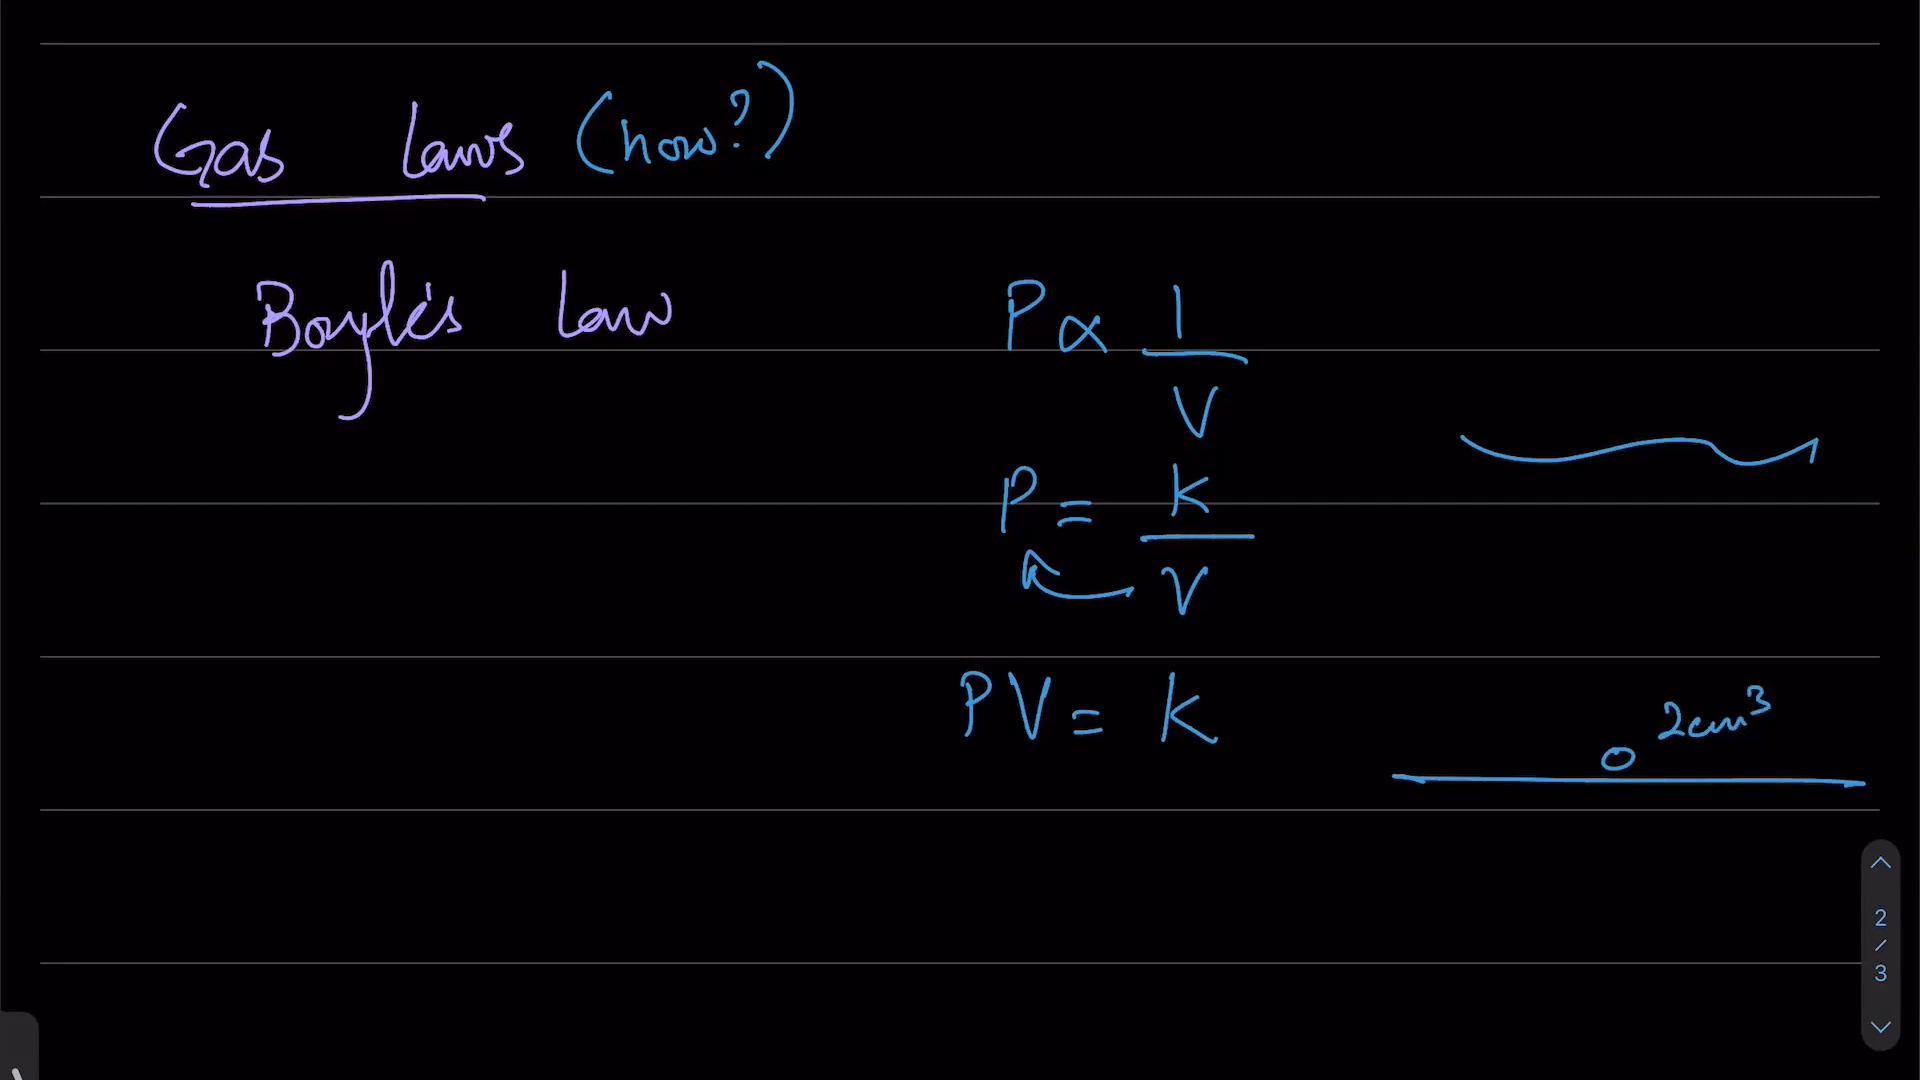 Gas Laws (how?)
Boyle's Law
P ∝ 1/V
P = K/V
PV = K
2cm³
2
/
3